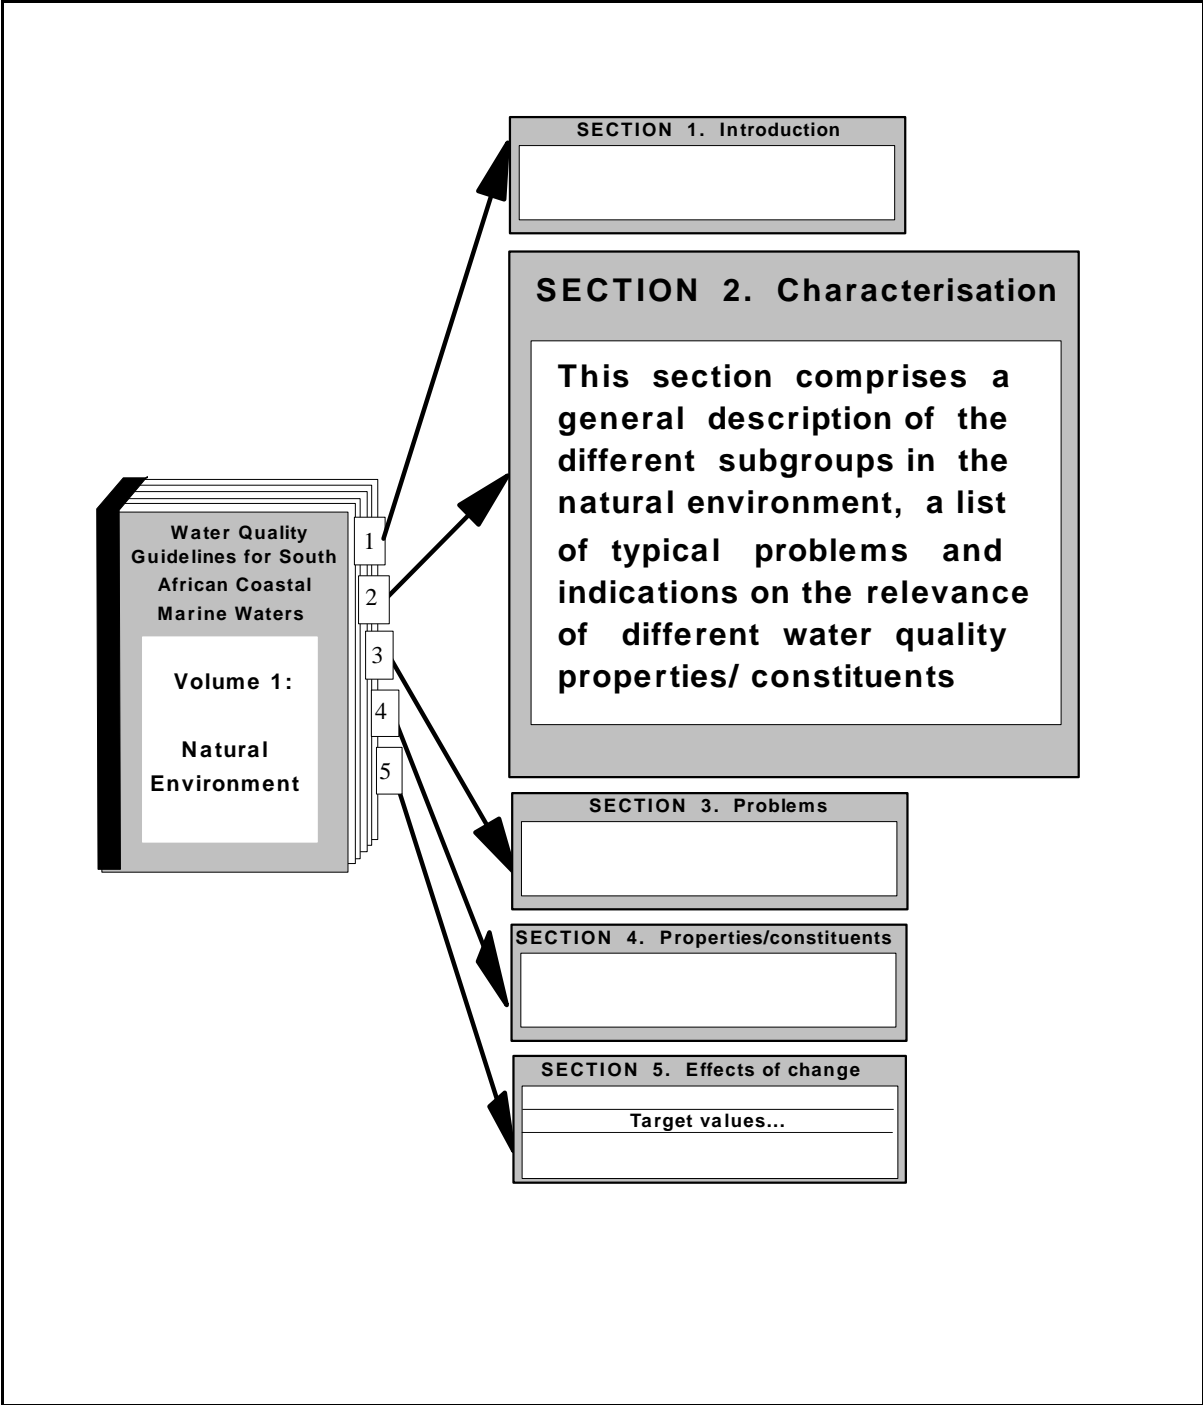 SECTION 1. Introduction
SECTION 2. Characterisation
This section comprises a
general description of the
different subgroups in the
natural environment, a list
of typical problems and
indications on the relevance
of different water quality
properties/ constituents
Water Quality
Guidelines for South
African Coastal
Marine Waters
Volume 1:
Natural
Environment
1
2
3
4
5
SECTION 3. Problems
SECTION 4. Properties/constituents
SECTION 5. Effects of change
Target values...